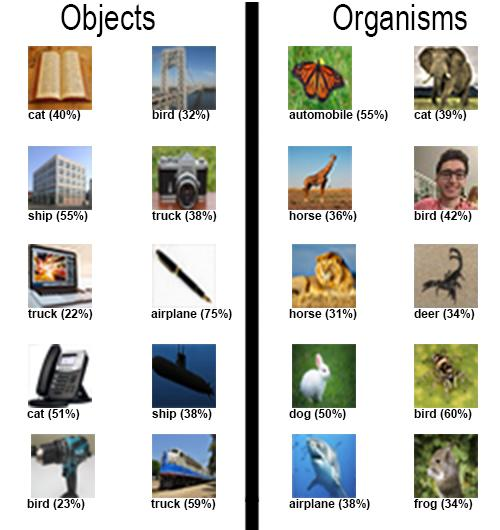 Objects Organisms
cat (40%) bird (32%) automobile (55%) cat (39%)
ship (55%) truck (38%) horse (36%) bird (42%)
truck (22%) airplane (75%) horse (31%) deer (34%)
cat (51%) ship (38%) dog (50%) bird (60%)
bird (23%) truck (59%) airplane (38%) frog (34%)